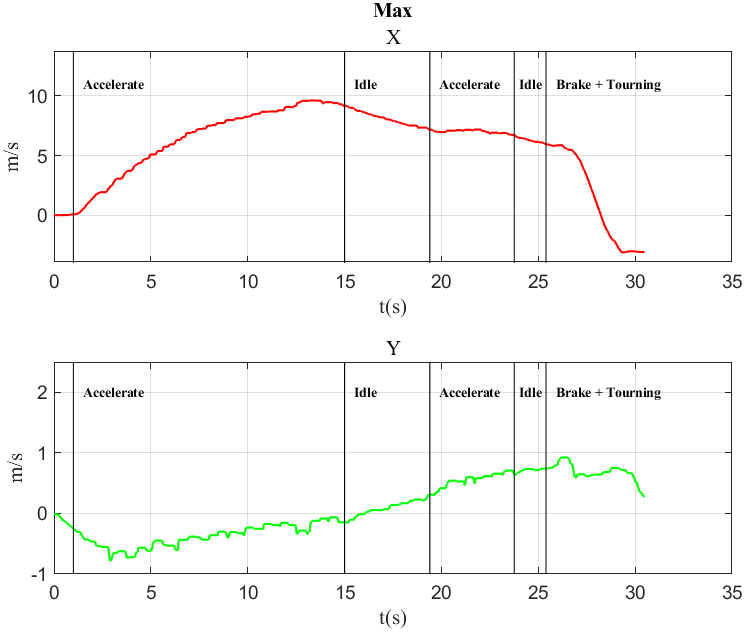 Max
X
Accelerate Idle Accelerate Idle Brake + Tourning
10
5
0
m/s
0 5 10 15 20 25 30 35
t(s)
Y
Accelerate Idle Accelerate Idle Brake + Tourning
2
1
0
-1
m/s
0 5 10 15 20 25 30 35
t(s)